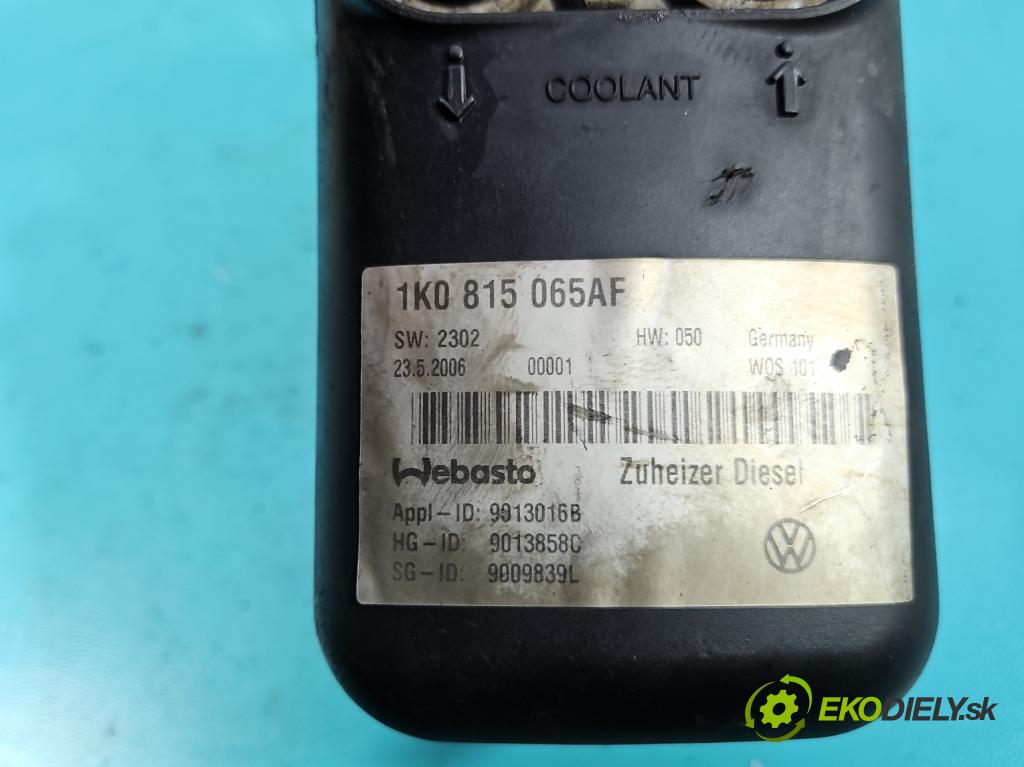 COOLANT
1K0 815 065AF
SW: 2302 HW: 050 Germany
23.5.2006 00001 WQS 101
Webasto Zuheizer Diesel
Appl-ID: 9013016B
HG-ID: 9013858C
SG-ID: 9009839L
EKODIELY.sk